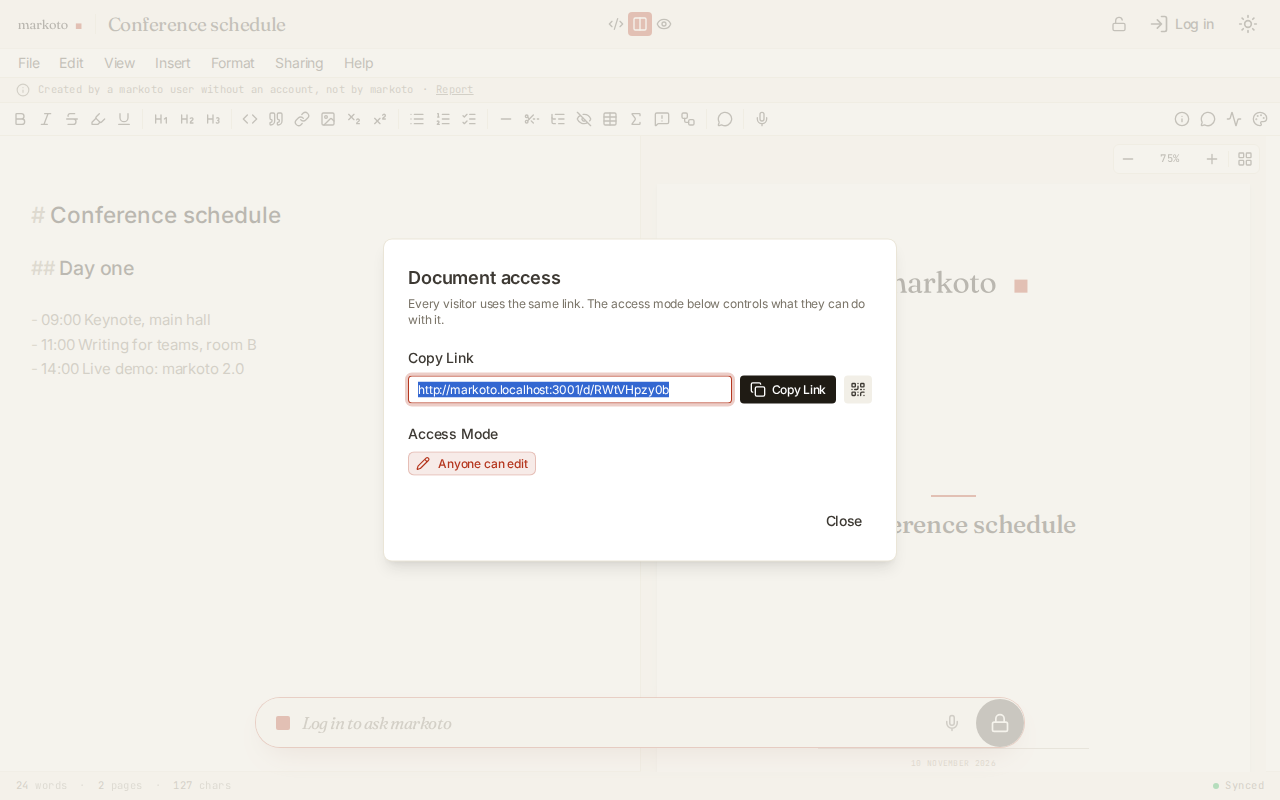 markoto
Conference schedule
Log in
File Edit View Insert Format Sharing Help
Created by a markoto user without an account, not by markoto · Report
H1 H2 H3
75%
# Conference schedule
## Day one
- 09:00 Keynote, main hall
- 11:00 Writing for teams, room B
- 14:00 Live demo: markoto 2.0
markoto
erence schedule
Document access
Every visitor uses the same link. The access mode below controls what they can do
with it.
Copy Link
http://markoto.localhost:3001/d/RWtVHpzy0b
Copy Link
Access Mode
Anyone can edit
Close
Log in to ask markoto
10 NOVEMBER 2026
24 words · 2 pages · 127 chars
Synced